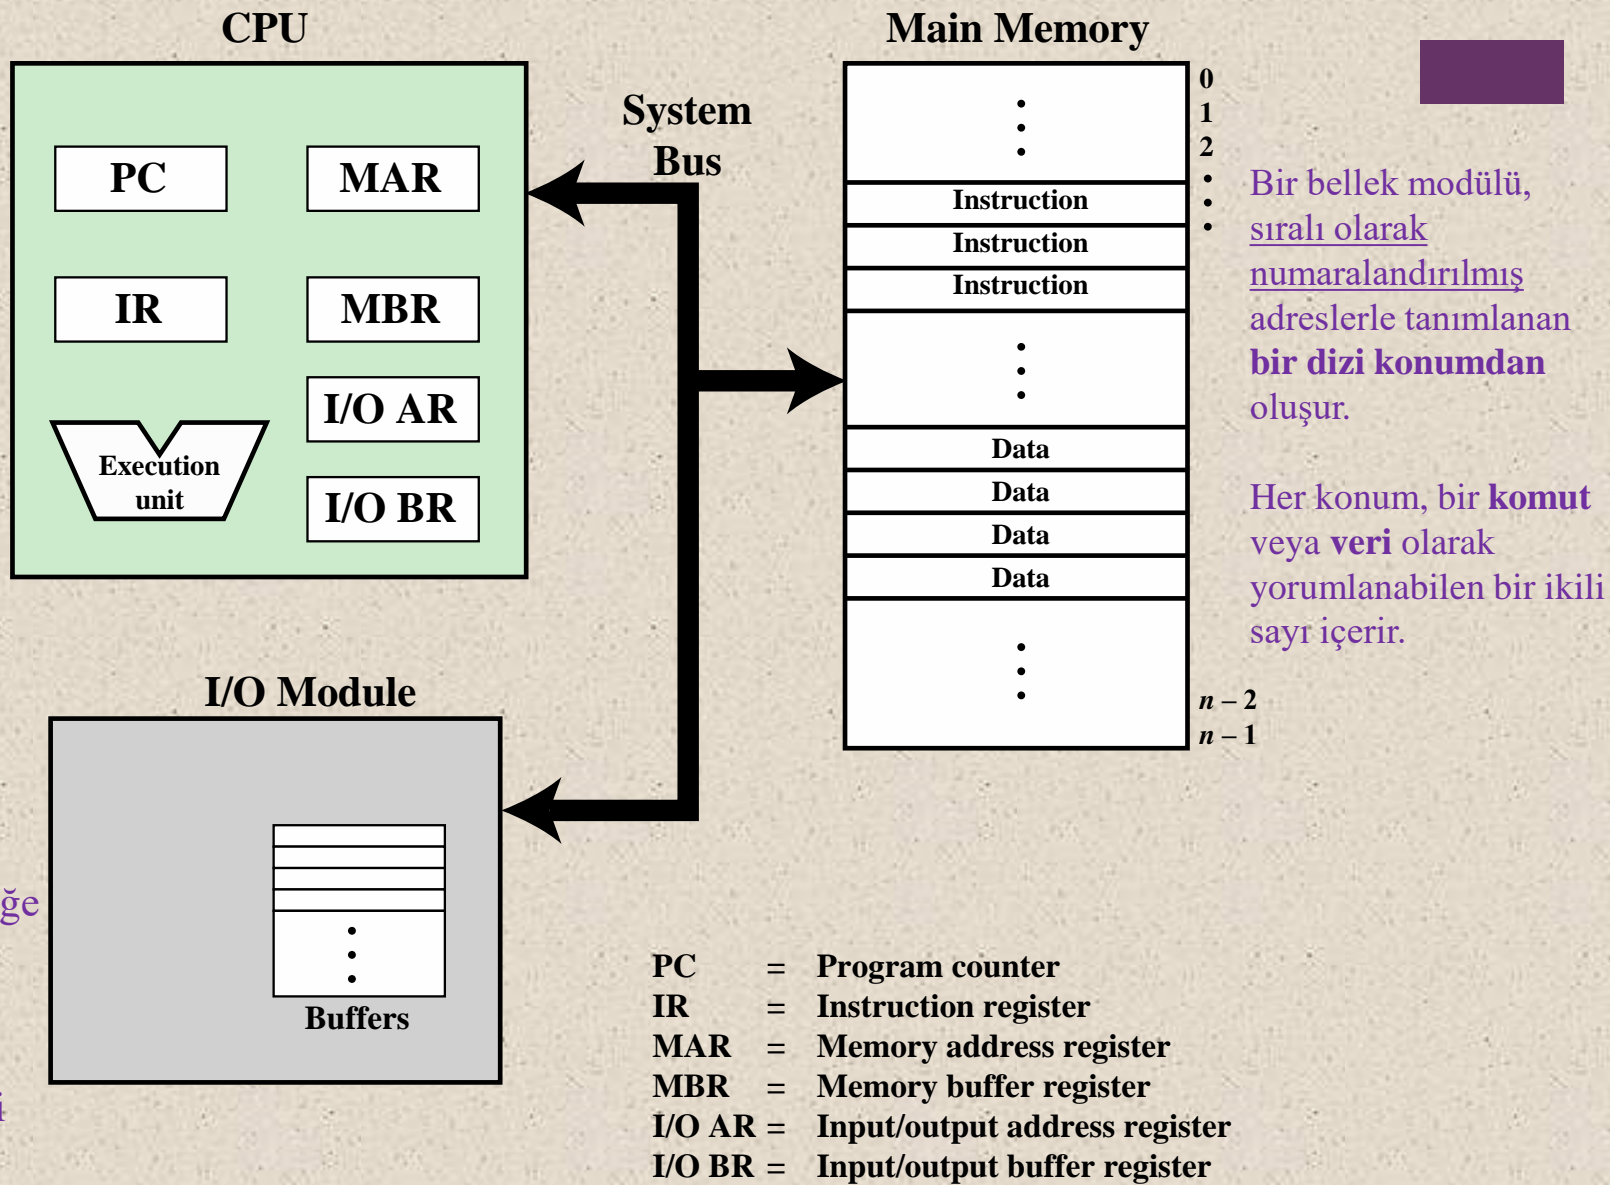 CPU
PC
MAR
IR
MBR
I/O AR
Execution
unit
I/O BR
System
Bus
Main Memory
0
1
2
Instruction
Instruction
Instruction
Data
Data
Data
Data
n – 2
n – 1
Bir bellek modülü,
sıralı olarak
numaralandırılmış
adreslerle tanımlanan
bir dizi konumdan
oluşur.
Her konum, bir komut
veya veri olarak
yorumlanabilen bir ikili
sayı içerir.
I/O Module
Buffers
ğe
PC = Program counter
IR = Instruction register
MAR = Memory address register
MBR = Memory buffer register
I/O AR = Input/output address register
I/O BR = Input/output buffer register